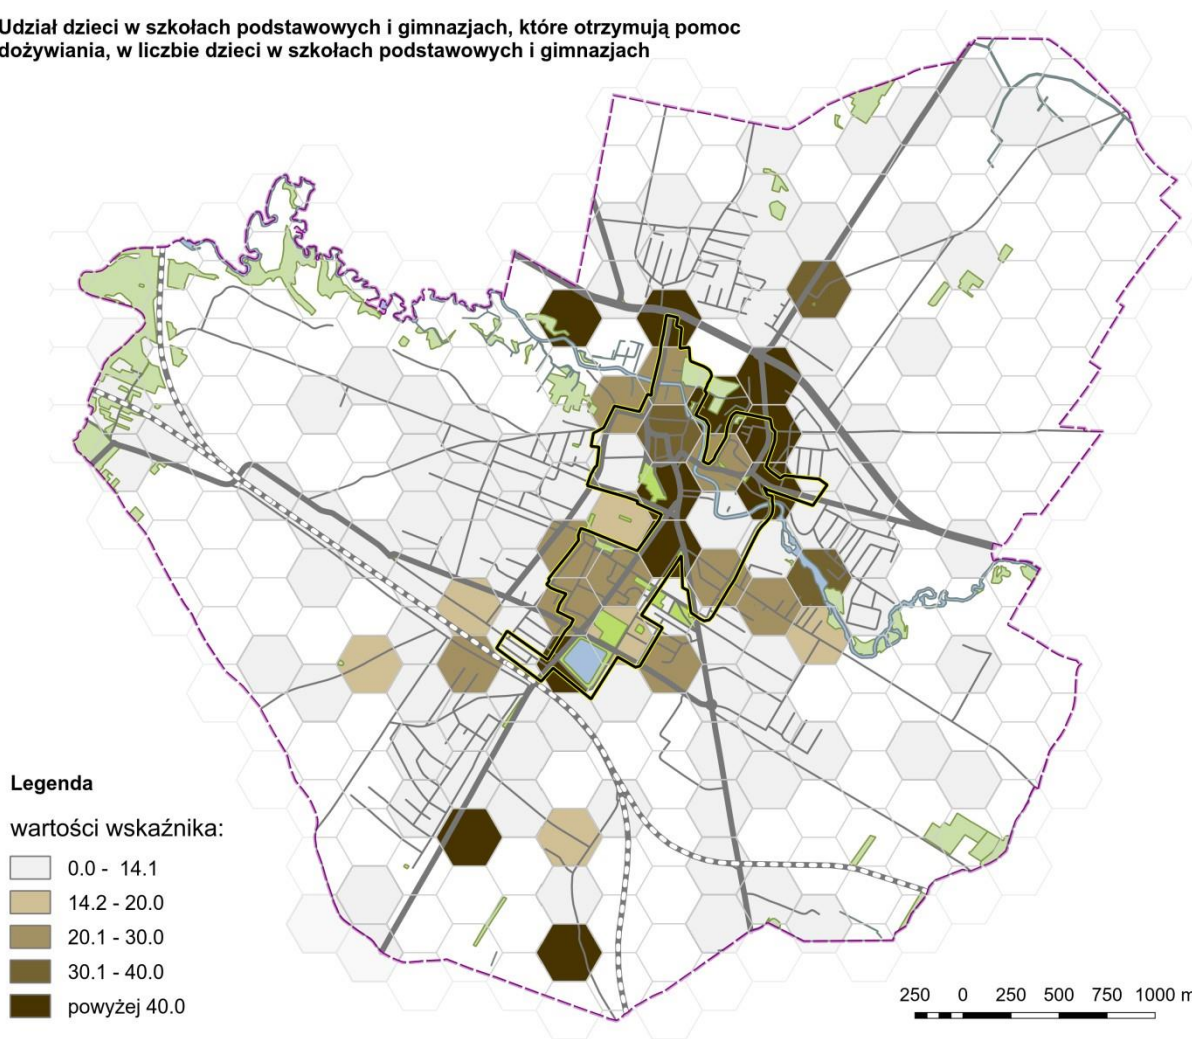 Udział dzieci w szkołach podstawowych i gimnazjach, które otrzymują pomoc
dożywiania, w liczbie dzieci w szkołach podstawowych i gimnazjach
Legenda
wartości wskaźnika:
0.0 - 14.1
14.2 - 20.0
20.1 - 30.0
30.1 - 40.0
powyżej 40.0
250 0 250 500 750 1000 m